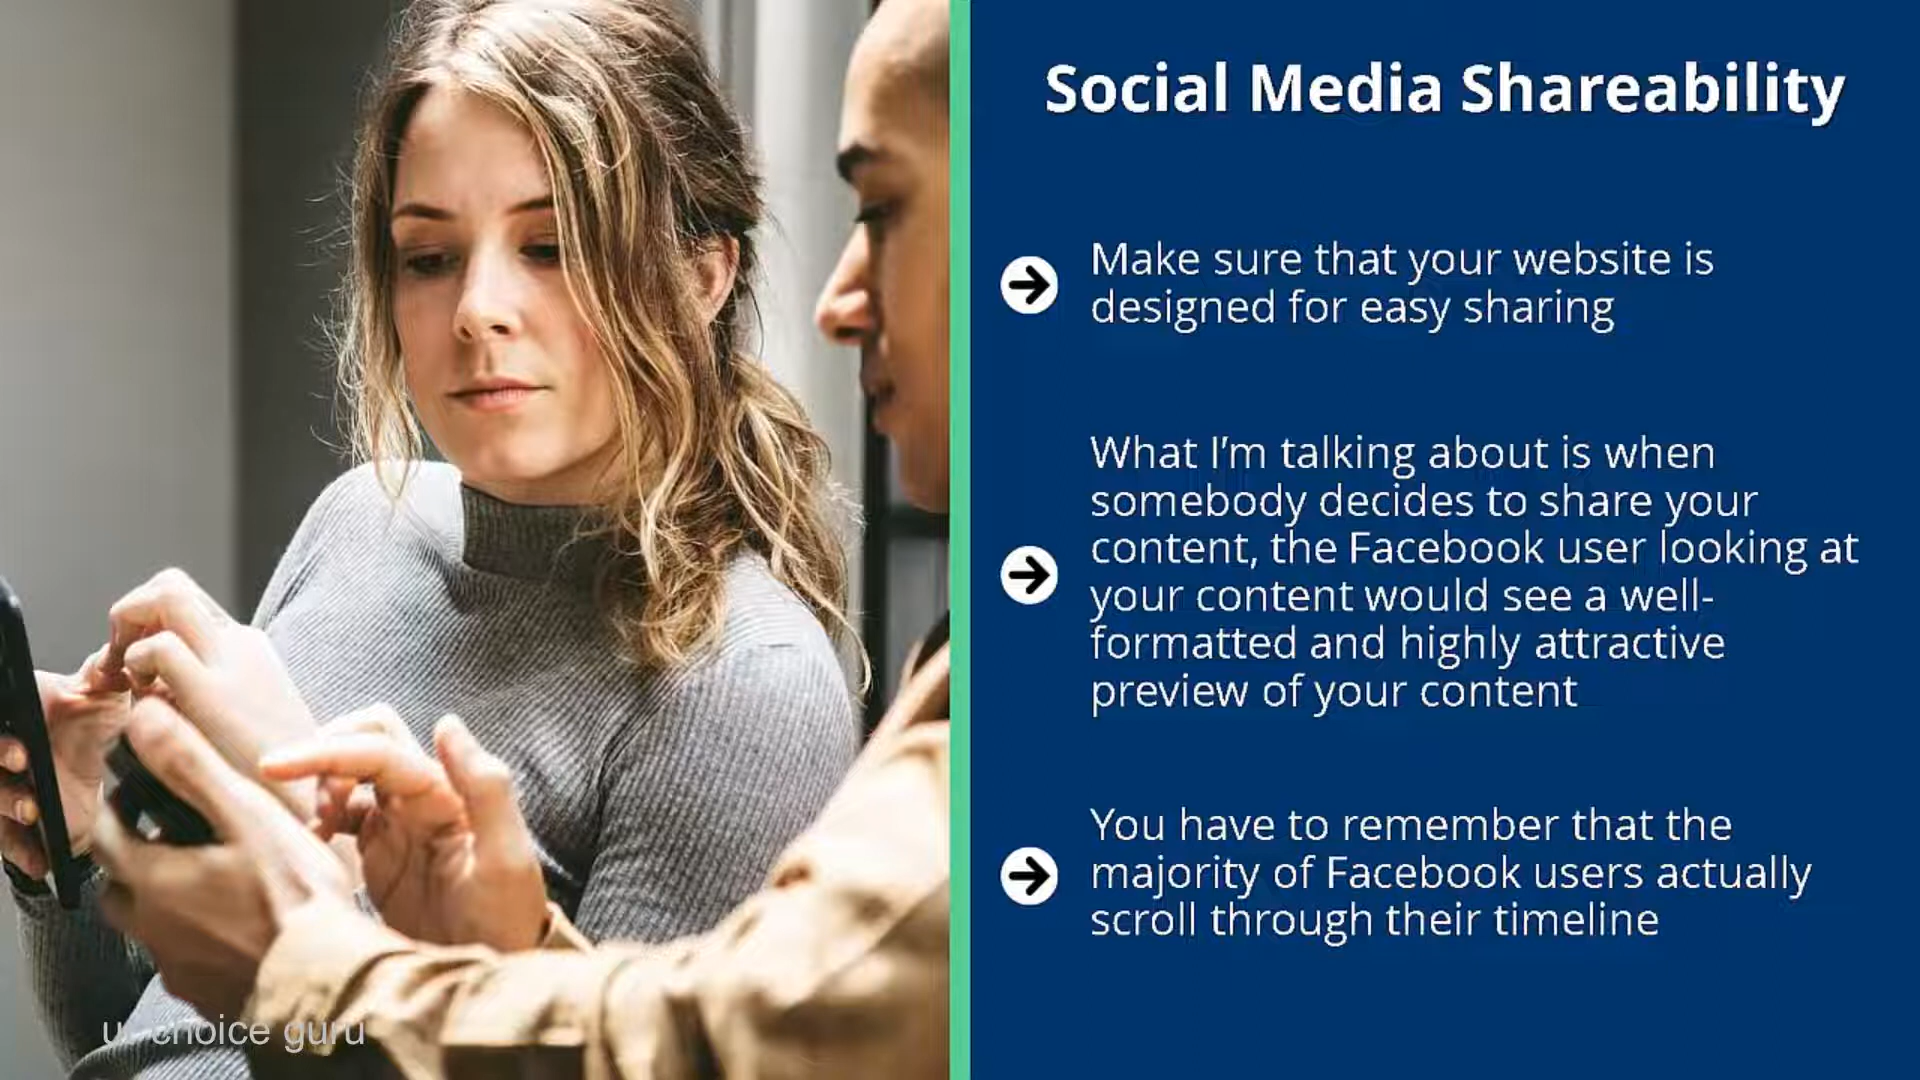 Social Media Shareability
Make sure that your website is
designed for easy sharing
What I'm talking about is when
somebody decides to share your
content, the Facebook user looking at
your content would see a well-
formatted and highly attractive
preview of your content
You have to remember that the
majority of Facebook users actually
scroll through their timeline
choice guru